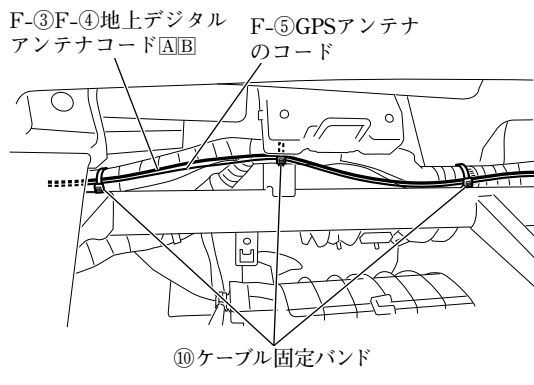 F-③F-④地上デジタル
アンテナコード🄰🄱
F-⑤GPSアンテナ
のコード
⑩ケーブル固定バンド